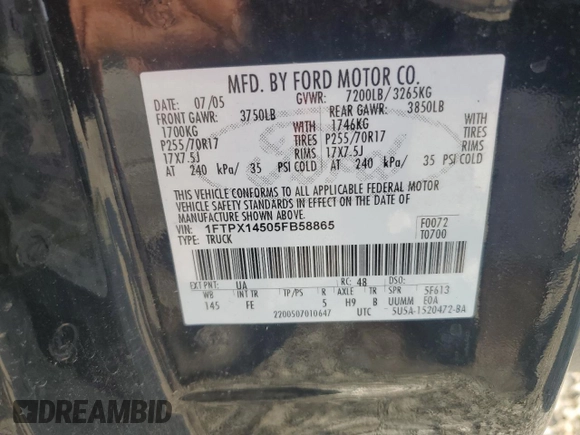 MFD. BY FORD MOTOR CO.
DATE: 07/05 GVWR: 7200LB/3265KG
FRONT GAWR: 3750LB REAR GAWR: 3850LB
1700KG WITH 1746KG WITH
P255/70R17 TIRES P255/70R17 TIRES
17X7.5J RIMS 17X7.5J RIMS
AT 240 kPa/ 35 PSI COLD AT 240 kPa/ 35 PSI COLD
THIS VEHICLE CONFORMS TO ALL APPLICABLE FEDERAL MOTOR
VEHICLE SAFETY STANDARDS IN EFFECT ON THE DATE OF
MANUFACTURE SHOWN ABOVE.
VIN: 1FTPX14505FB58865 F0072
TYPE: TRUCK T0700
EXT PNT: UA RC: 48 DSO:
WB INT TR TP/PS R AXLE TR SPR 5F613
145 FE 5 H9 B UUMM E0A
2200507010647 UTC 5U5A-1520472-BA
DREAMBID